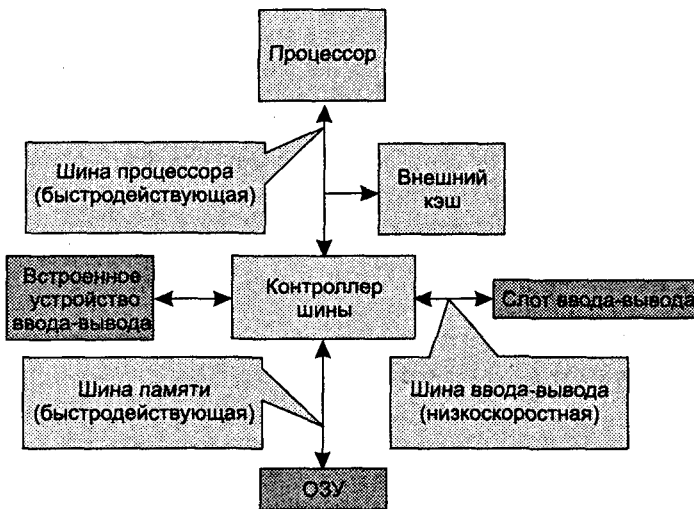 Процессор
Шина процессора
(быстродействующая)
Внешний
кэш
Встроенное
устройство
ввода-вывода
Контроллер
шины
Слот ввода-вывода
Шина памяти
(быстродействующая)
Шина ввода-вывода
(низкоскоростная)
ОЗУ